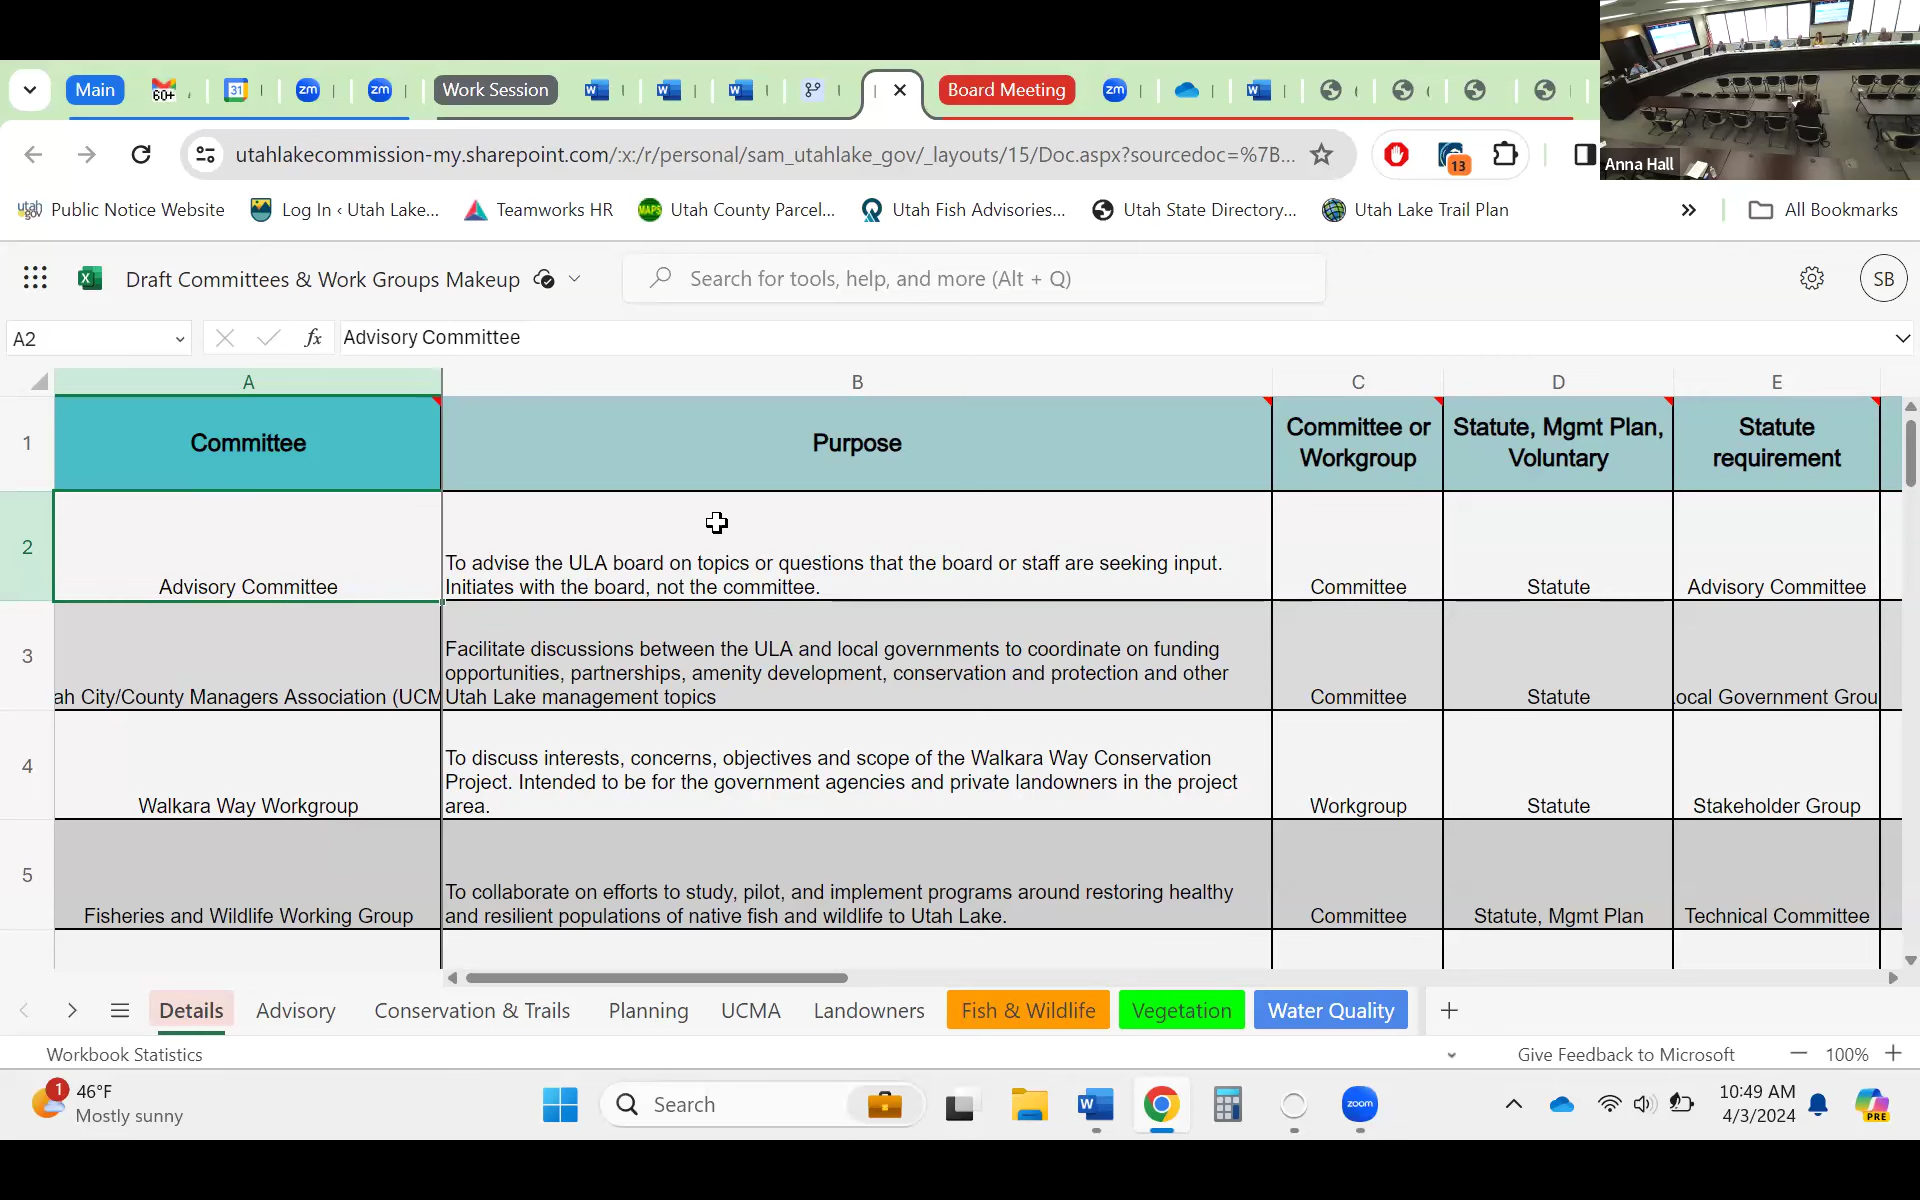 Main
60+
31
zm
zm
Work Session
Board Meeting
zm
utahlakecommission-my.sharepoint.com/:x:/r/personal/sam_utahlake_gov/_layouts/15/Doc.aspx?sourcedoc=%7B...
13
Anna Hall
Public Notice Website
Log In ‹ Utah Lake...
Teamworks HR
MAPS
Utah County Parcel...
Utah Fish Advisories...
Utah State Directory...
Utah Lake Trail Plan
All Bookmarks
Draft Committees & Work Groups Makeup
Search for tools, help, and more (Alt + Q)
SB
A2
fx
Advisory Committee
A
B
C
D
E
1
Committee
Purpose
Committee or
Workgroup
Statute, Mgmt Plan,
Voluntary
Statute
requirement
2
Advisory Committee
To advise the ULA board on topics or questions that the board or staff are seeking input.
Initiates with the board, not the committee.
Committee
Statute
Advisory Committee
3
ah City/County Managers Association (UCM
Facilitate discussions between the ULA and local governments to coordinate on funding
opportunities, partnerships, amenity development, conservation and protection and other
Utah Lake management topics
Committee
Statute
ocal Government Grou
4
Walkara Way Workgroup
To discuss interests, concerns, objectives and scope of the Walkara Way Conservation
Project. Intended to be for the government agencies and private landowners in the project
area.
Workgroup
Statute
Stakeholder Group
5
Fisheries and Wildlife Working Group
To collaborate on efforts to study, pilot, and implement programs around restoring healthy
and resilient populations of native fish and wildlife to Utah Lake.
Committee
Statute, Mgmt Plan
Technical Committee
Details
Advisory
Conservation & Trails
Planning
UCMA
Landowners
Fish & Wildlife
Vegetation
Water Quality
Workbook Statistics
Give Feedback to Microsoft
100%
1
46°F
Mostly sunny
Search
zoom
10:49 AM
4/3/2024
PRE